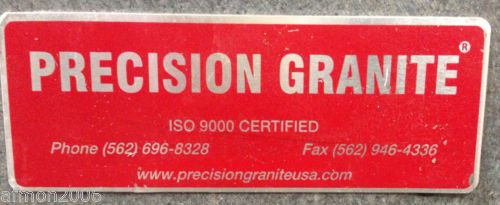 PRECISION GRANITE®
ISO 9000 CERTIFIED
Phone (562) 696-8328 Fax (562) 946-4336
www.precisiongraniteusa.com
armon2006